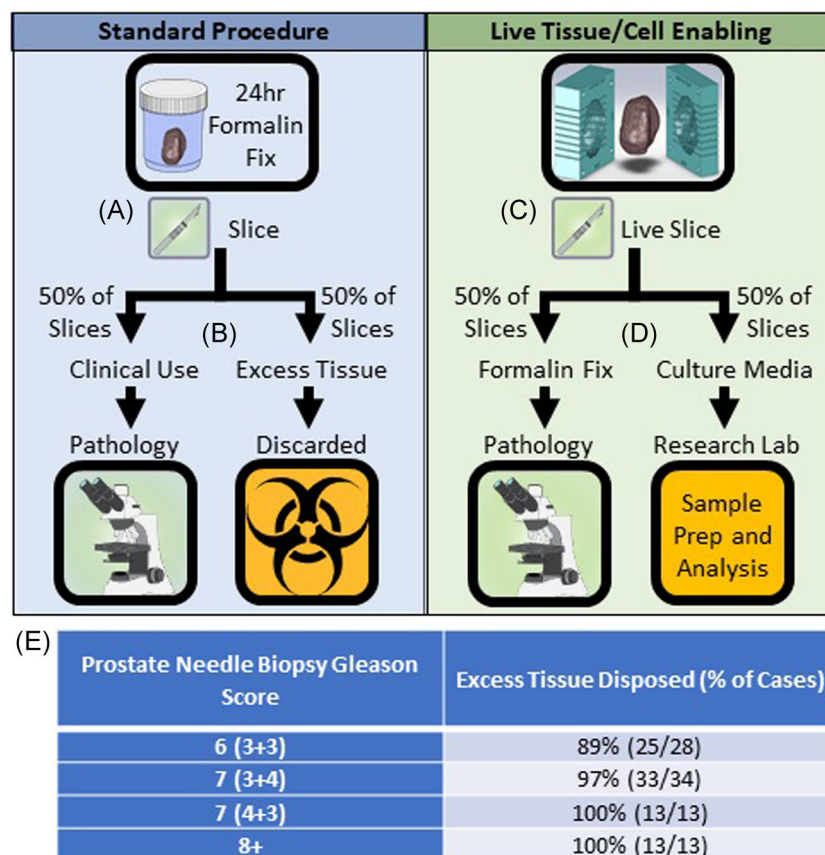 Standard Procedure
24hr
Formalin
Fix
(A)
Slice
50% of
Slices
50% of
Slices
(B)
Clinical Use
Excess Tissue
Pathology
Discarded
Live Tissue/Cell Enabling
(C)
Live Slice
50% of
Slices
50% of
Slices
(D)
Formalin Fix
Culture Media
Pathology
Research Lab
Sample
Prep and
Analysis
(E)
Prostate Needle Biopsy Gleason
Score
Excess Tissue Disposed (% of Cases)
6 (3+3)
89% (25/28)
7 (3+4)
97% (33/34)
7 (4+3)
100% (13/13)
8+
100% (13/13)